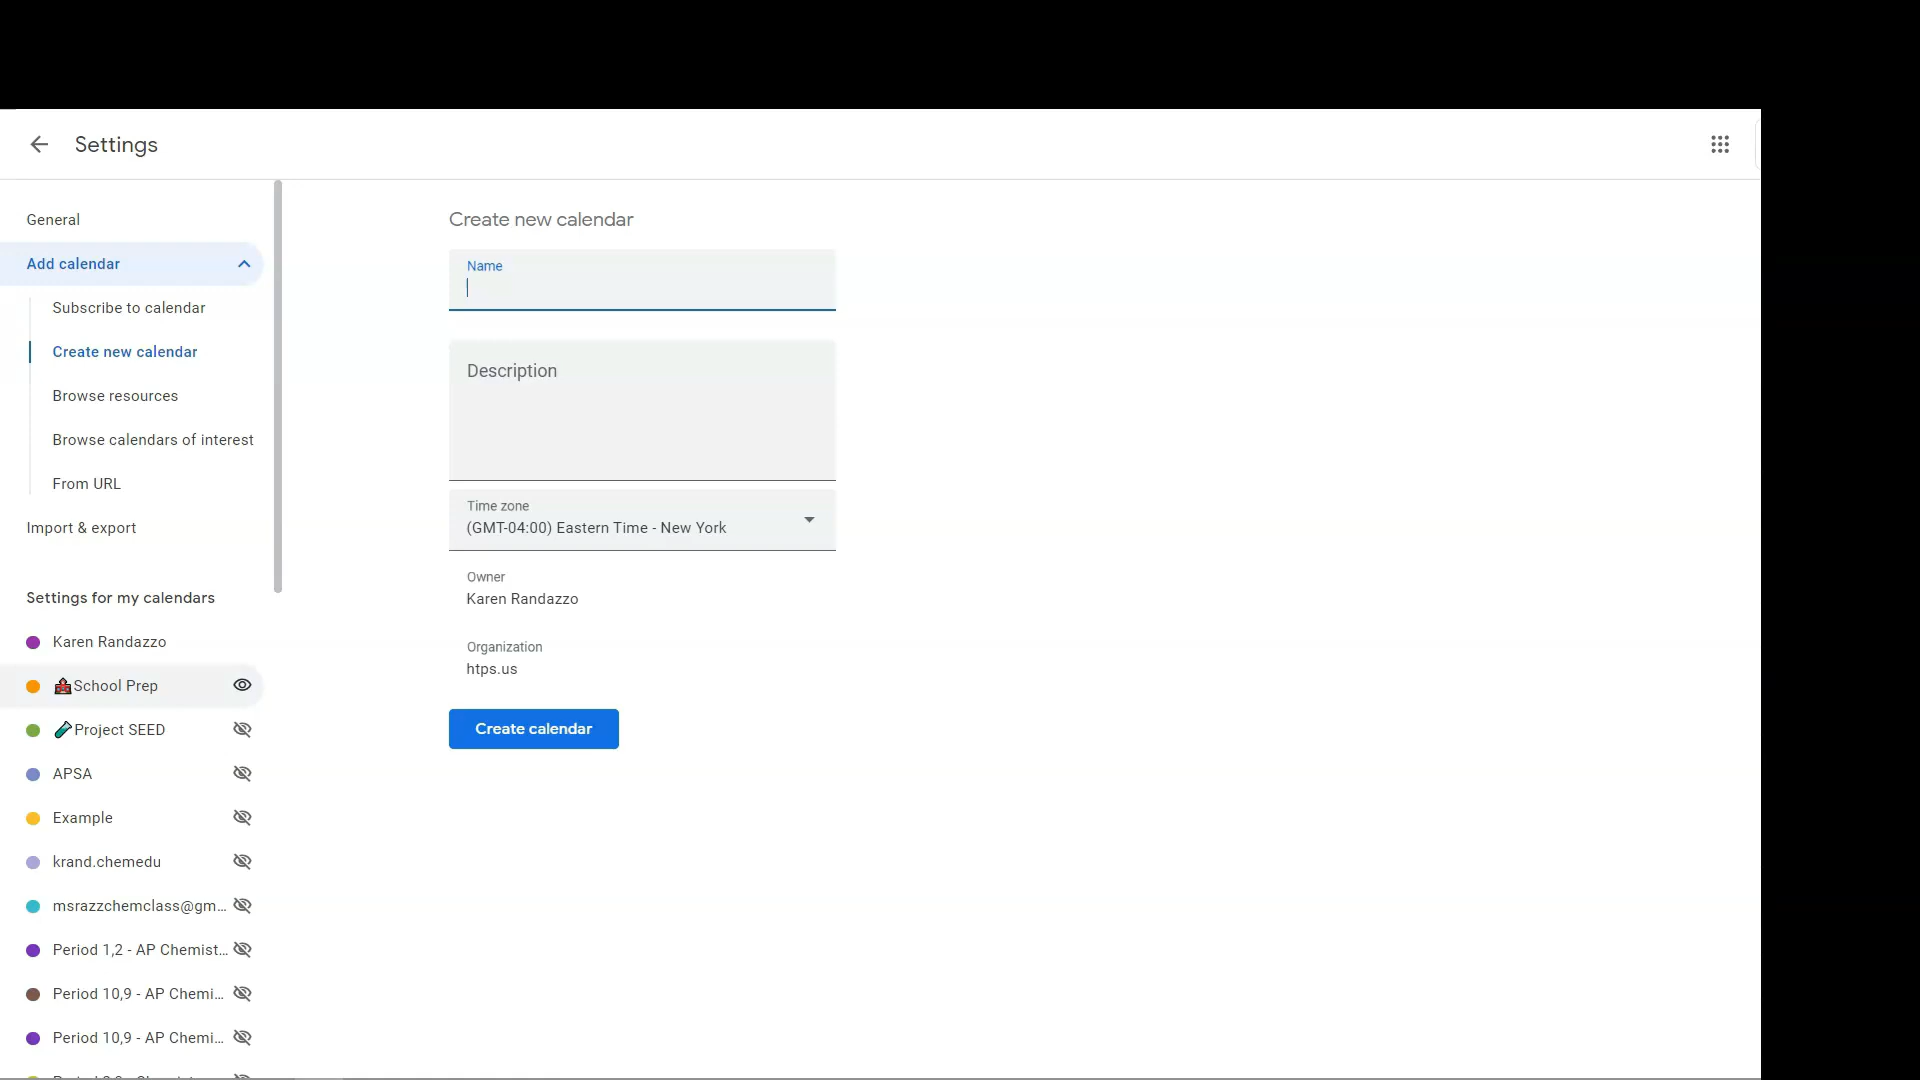 Settings
General
Add calendar
Subscribe to calendar
Create new calendar
Browse resources
Browse calendars of interest
From URL
Import & export
Settings for my calendars
Karen Randazzo
School Prep
Project SEED
APSA
Example
krand.chemedu
msrazzchemclass@gm...
Period 1,2 - AP Chemist...
Period 10,9 - AP Chemi...
Period 10,9 - AP Chemi...
Create new calendar
Name
Description
Time zone
(GMT-04:00) Eastern Time - New York
Owner
Karen Randazzo
Organization
htps.us
Create calendar